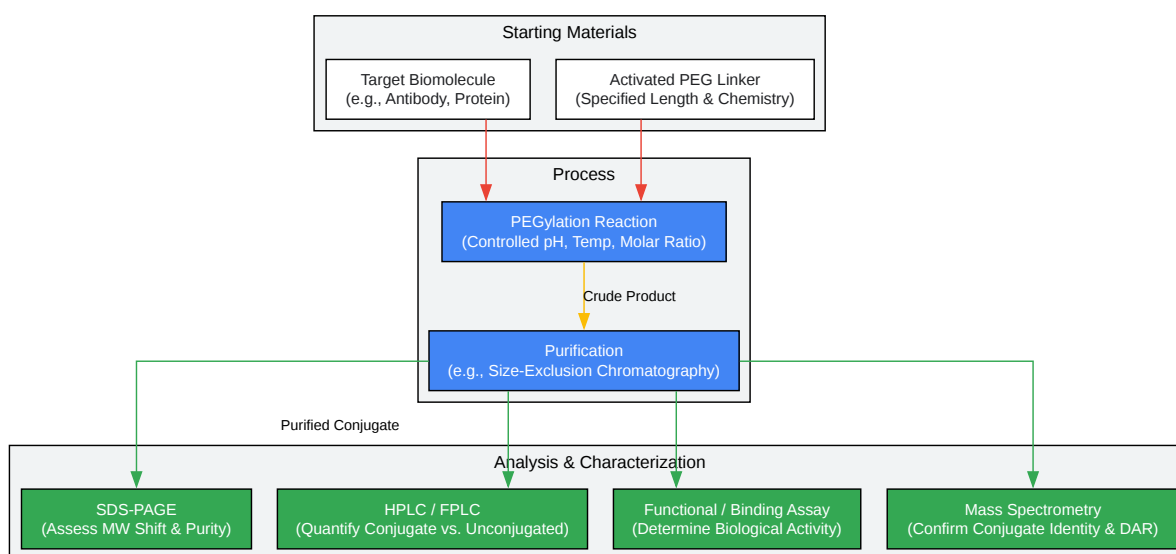 Starting Materials
Target Biomolecule
(e.g., Antibody, Protein)
Activated PEG Linker
(Specified Length & Chemistry)
Process
PEGylation Reaction
(Controlled pH, Temp, Molar Ratio)
Crude Product
Purification
(e.g., Size-Exclusion Chromatography)
Purified Conjugate
Analysis & Characterization
SDS-PAGE
(Assess MW Shift & Purity)
HPLC / FPLC
(Quantify Conjugate vs. Unconjugated)
Functional / Binding Assay
(Determine Biological Activity)
Mass Spectrometry
(Confirm Conjugate Identity & DAR)